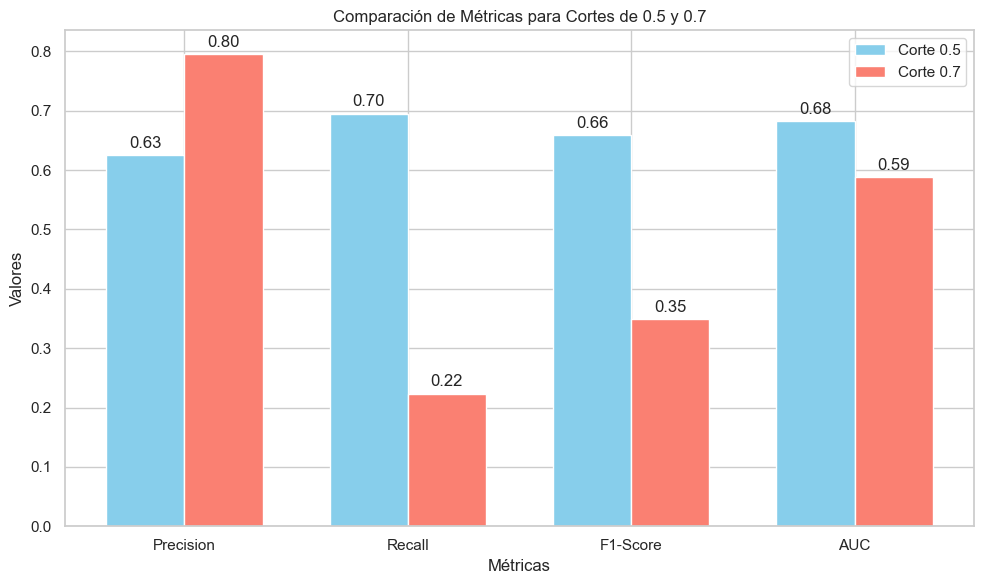 Comparación de Métricas para Cortes de 0.5 y 0.7
Corte 0.5
Corte 0.7
Valores
0.8
0.7
0.6
0.5
0.4
0.3
0.2
0.1
0.0
0.63
0.80
0.70
0.22
0.66
0.35
0.68
0.59
Precision
Recall
F1-Score
AUC
Métricas